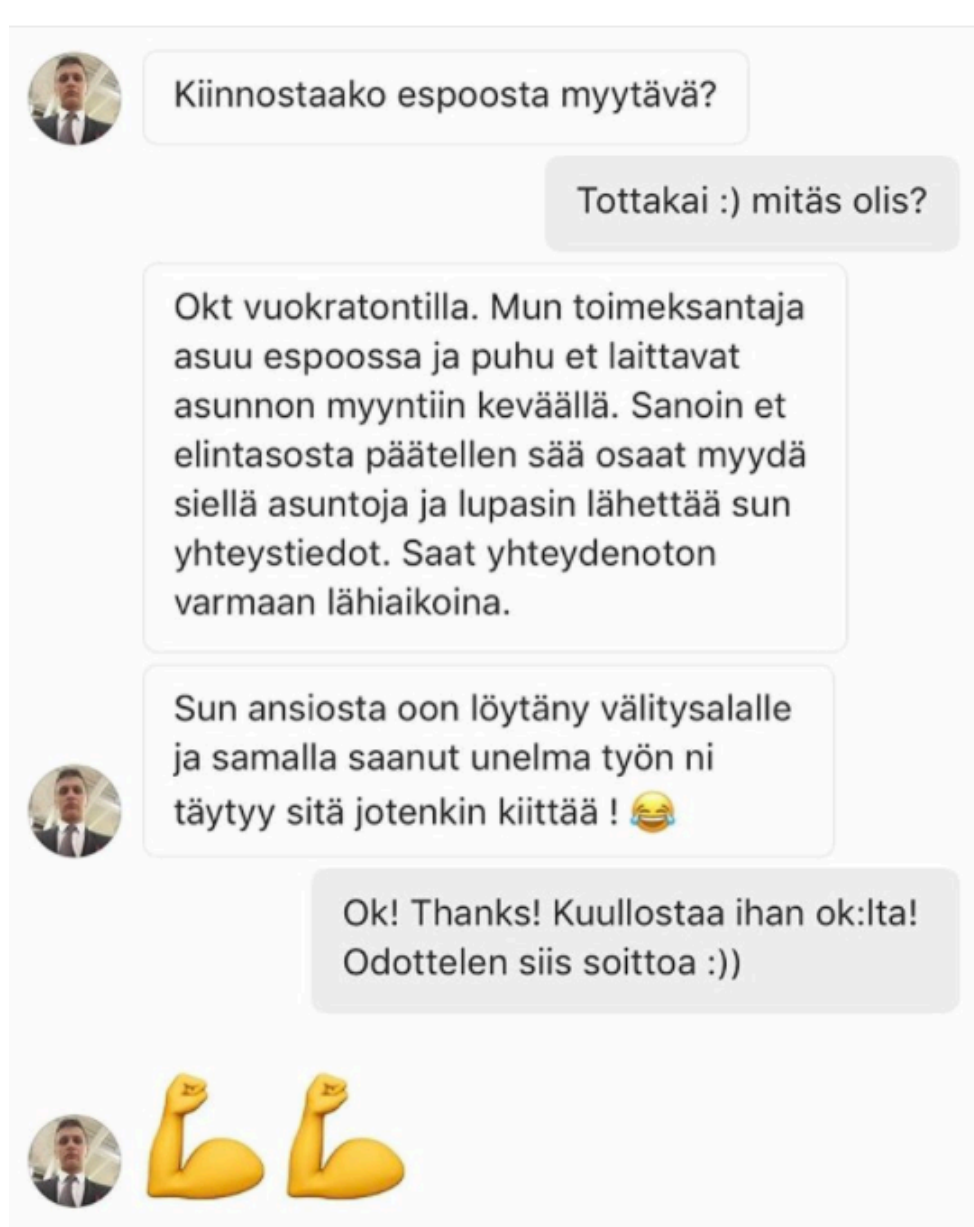 Kiinnostaako espoosta myytävä?
Tottakai :) mitäs olis?
Okt vuokratontilla. Mun toimeksantaja
asuu espoossa ja puhu et laittavat
asunnon myyntiin keväällä. Sanoin et
elintasosta päätellen sää osaat myydä
siellä asuntoja ja lupasin lähettää sun
yhteystiedot. Saat yhteydenoton
varmaan lähiaikoina.
Sun ansiosta oon löytäny välitysalalle
ja samalla saanut unelma työn ni
täytyy sitä jotenkin kiittää ! 😂
Ok! Thanks! Kuullostaa ihan ok:lta!
Odottelen siis soittoa :))
💪💪